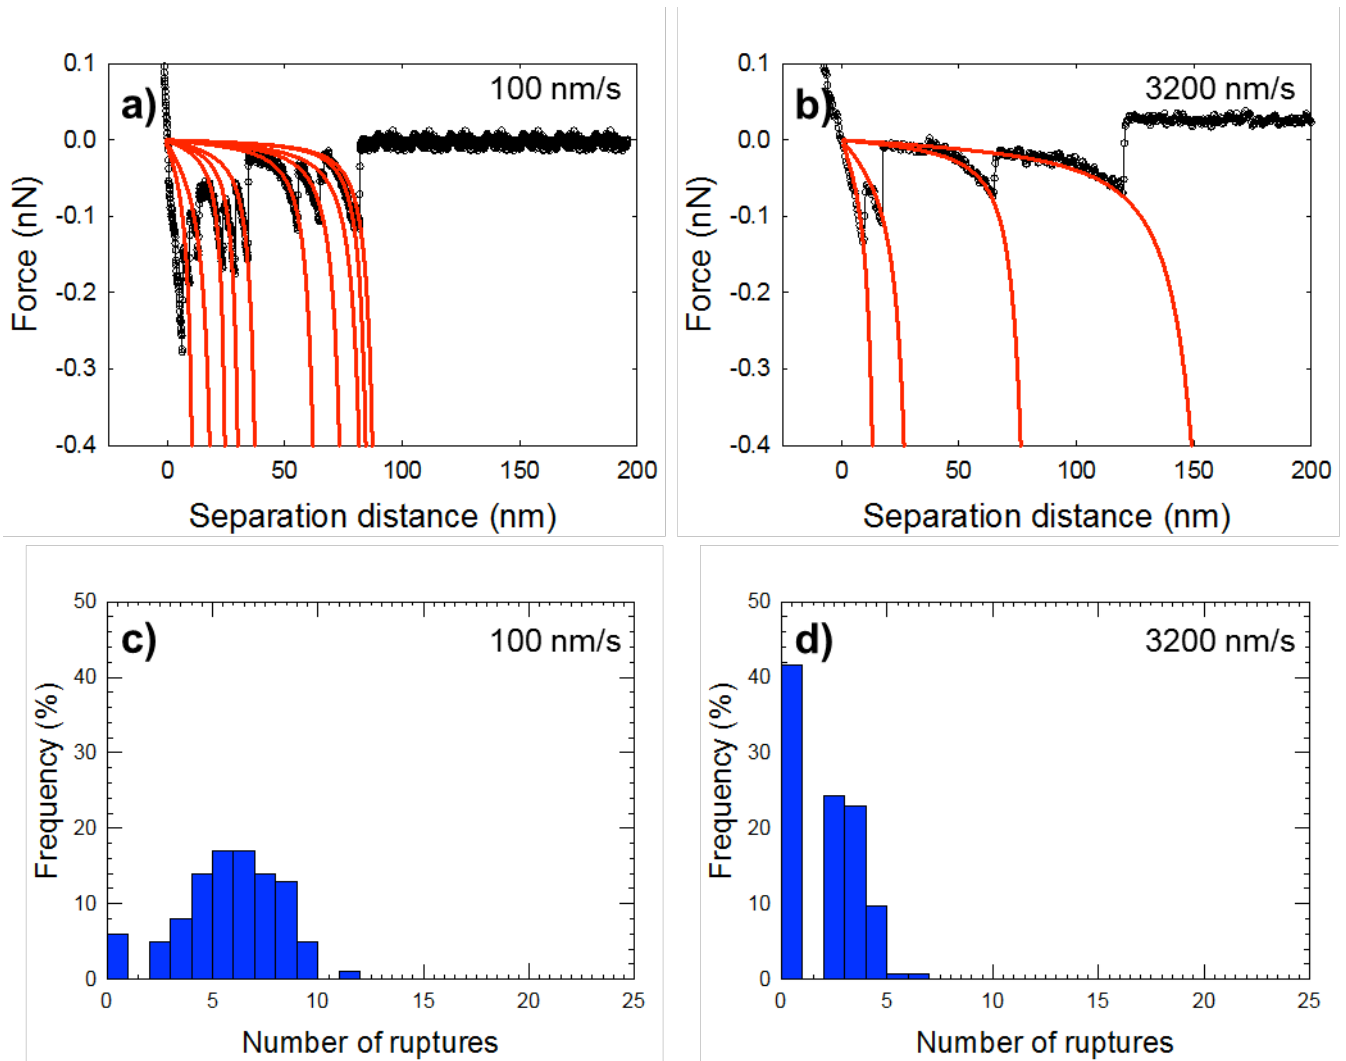 a)
100 nm/s
0.1
0.0
-0.1
-0.2
-0.3
-0.4
Force (nN)
0 50 100 150 200
Separation distance (nm)
b)
3200 nm/s
0.1
0.0
-0.1
-0.2
-0.3
-0.4
Force (nN)
0 50 100 150 200
Separation distance (nm)
c)
100 nm/s
50
40
30
20
10
0
Frequency (%)
0 5 10 15 20 25
Number of ruptures
d)
3200 nm/s
50
40
30
20
10
0
Frequency (%)
0 5 10 15 20 25
Number of ruptures